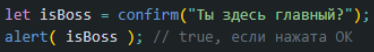 let isBoss = confirm("Ты здесь главный?");
alert( isBoss ); // true, если нажата OK